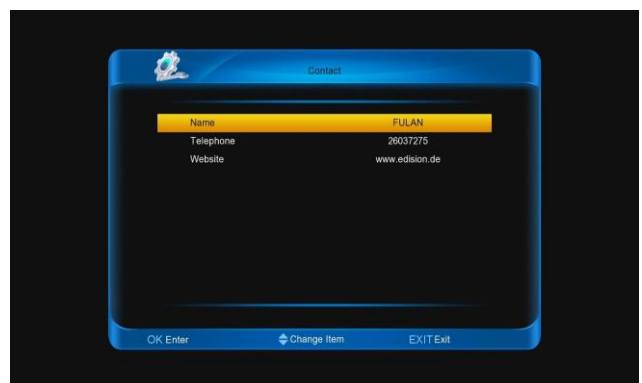 Contact
Name FULAN
Telephone 26037275
Website www.edision.de
OK Enter Change Item EXIT Exit